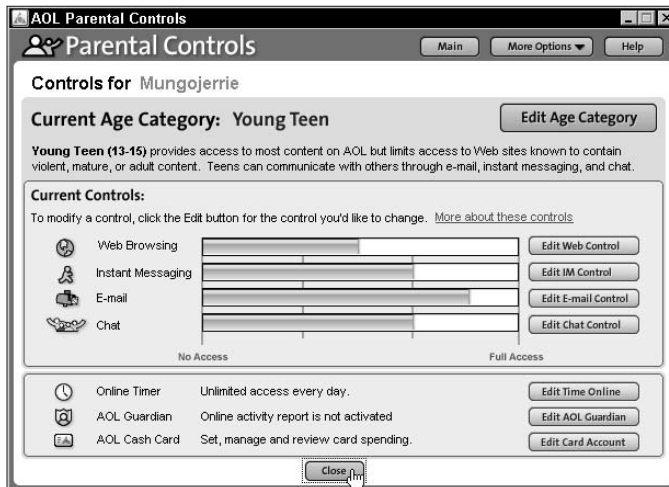 AOL Parental Controls
Parental Controls
Main
More Options
Help
Controls for Mungojerrie
Current Age Category: Young Teen
Edit Age Category
Young Teen (13-15) provides access to most content on AOL but limits access to Web sites known to contain
violent, mature, or adult content. Teens can communicate with others through e-mail, instant messaging, and chat.
Current Controls:
To modify a control, click the Edit button for the control you'd like to change. More about these controls
Web Browsing
Edit Web Control
Instant Messaging
Edit IM Control
E-mail
Edit E-mail Control
Chat
Edit Chat Control
No Access
Full Access
Online Timer Unlimited access every day.
Edit Time Online
AOL Guardian Online activity report is not activated
Edit AOL Guardian
AOL Cash Card Set, manage and review card spending.
Edit Card Account
Close